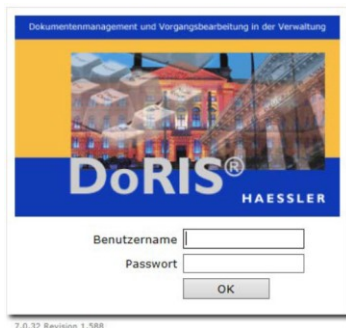 Dokumentenmanagement und Vorgangsbearbeitung in der Verwaltung
DoRIS®
HAESSLER
Benutzername
Passwort
OK
7.0.32 Revision 1.588